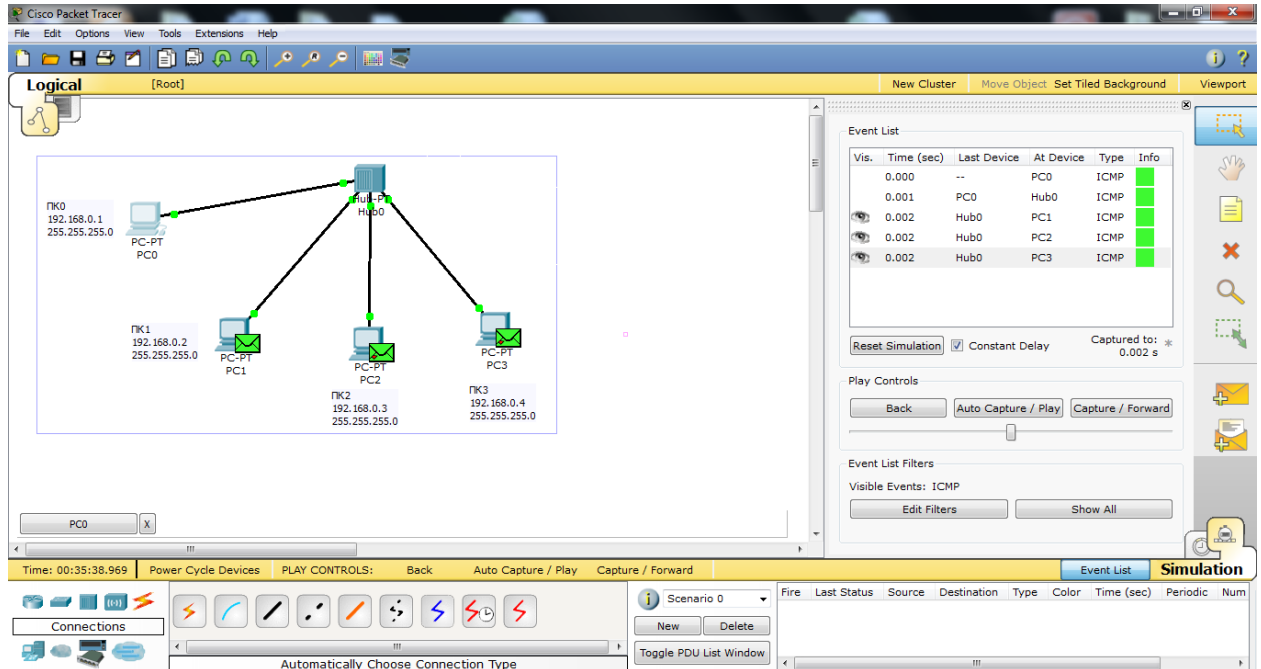 Cisco Packet Tracer
File Edit Options View Tools Extensions Help
Logical [Root] New Cluster Move Object Set Tiled Background Viewport
ПК0
192.168.0.1
255.255.255.0
PC-PT
PC0
Hub-PT
Hub0
ПК1
192.168.0.2
255.255.255.0
PC-PT
PC1
PC-PT
PC2
ПК2
192.168.0.3
255.255.255.0
PC-PT
PC3
ПК3
192.168.0.4
255.255.255.0
PC0 X
Event List
Vis. Time (sec) Last Device At Device Type Info
0.000 -- PC0 ICMP
0.001 PC0 Hub0 ICMP
0.002 Hub0 PC1 ICMP
0.002 Hub0 PC2 ICMP
0.002 Hub0 PC3 ICMP
Reset Simulation Constant Delay Captured to: *
0.002 s
Play Controls
Back Auto Capture / Play Capture / Forward
Event List Filters
Visible Events: ICMP
Edit Filters Show All
Time: 00:35:38.969 Power Cycle Devices PLAY CONTROLS: Back Auto Capture / Play Capture / Forward Event List Simulation
Connections
Automatically Choose Connection Type
Scenario 0
New Delete
Toggle PDU List Window
Fire Last Status Source Destination Type Color Time (sec) Periodic Num